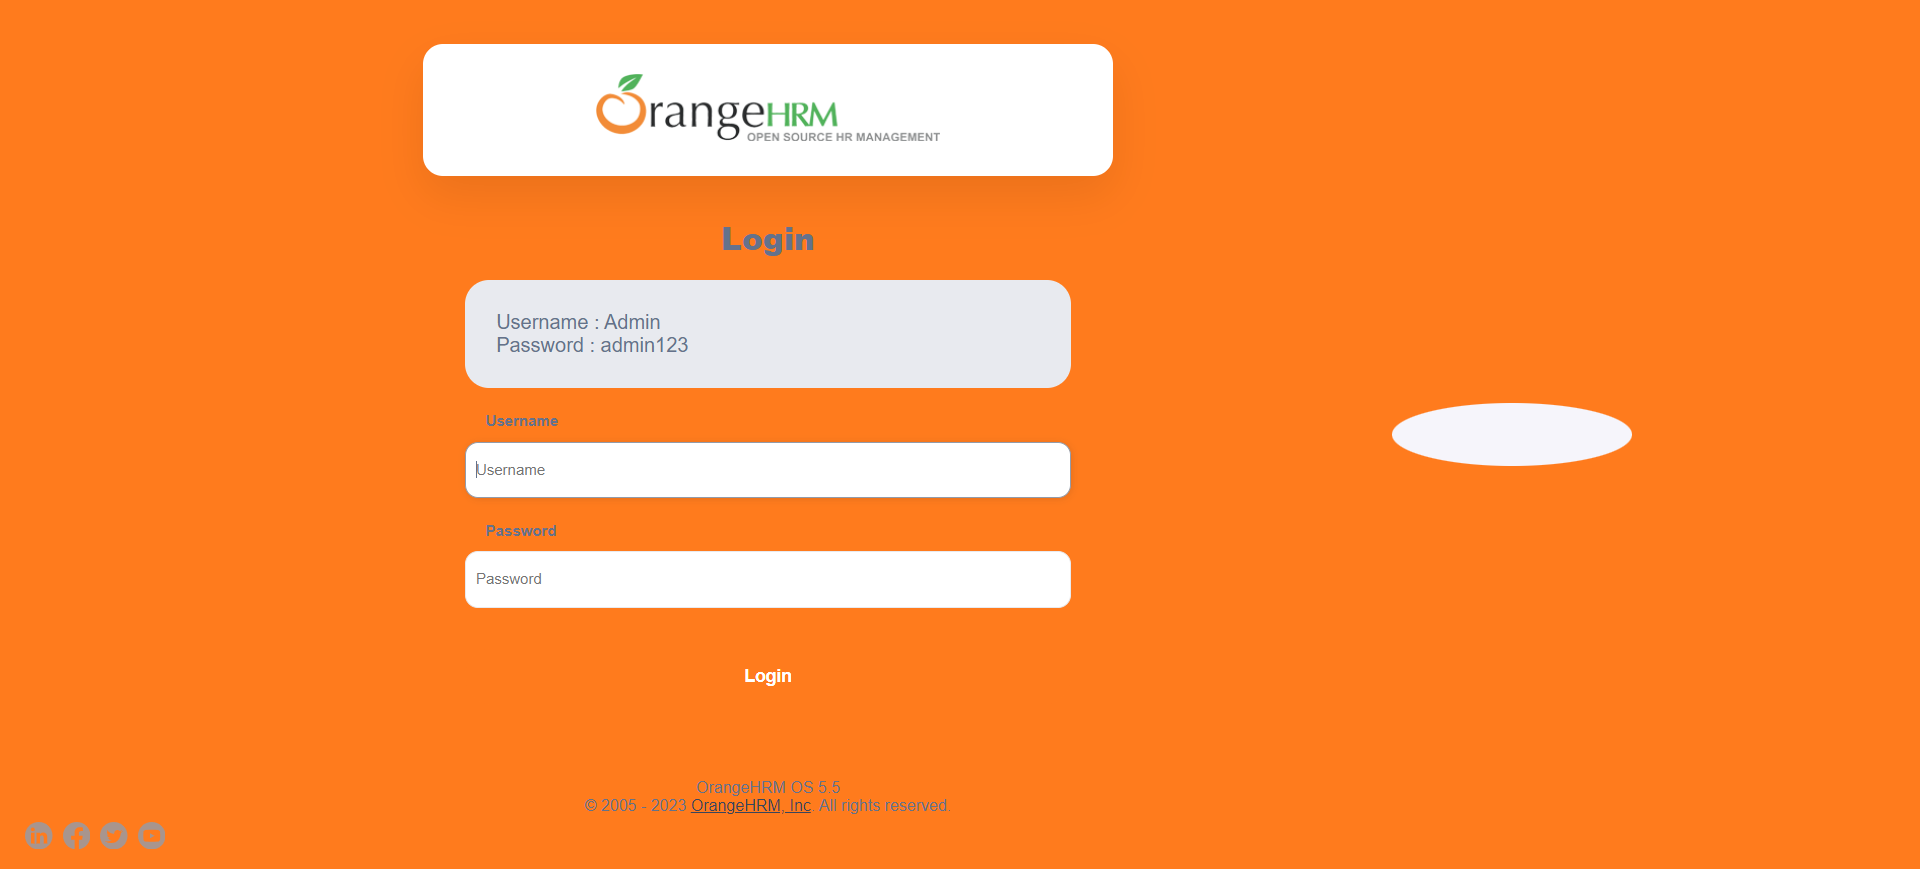 OrangeHRM
OPEN SOURCE HR MANAGEMENT
Login
Username : Admin
Password : admin123
Username
Username
Password
Password
Login
OrangeHRM OS 5.5
© 2005 - 2023 OrangeHRM, Inc. All rights reserved.